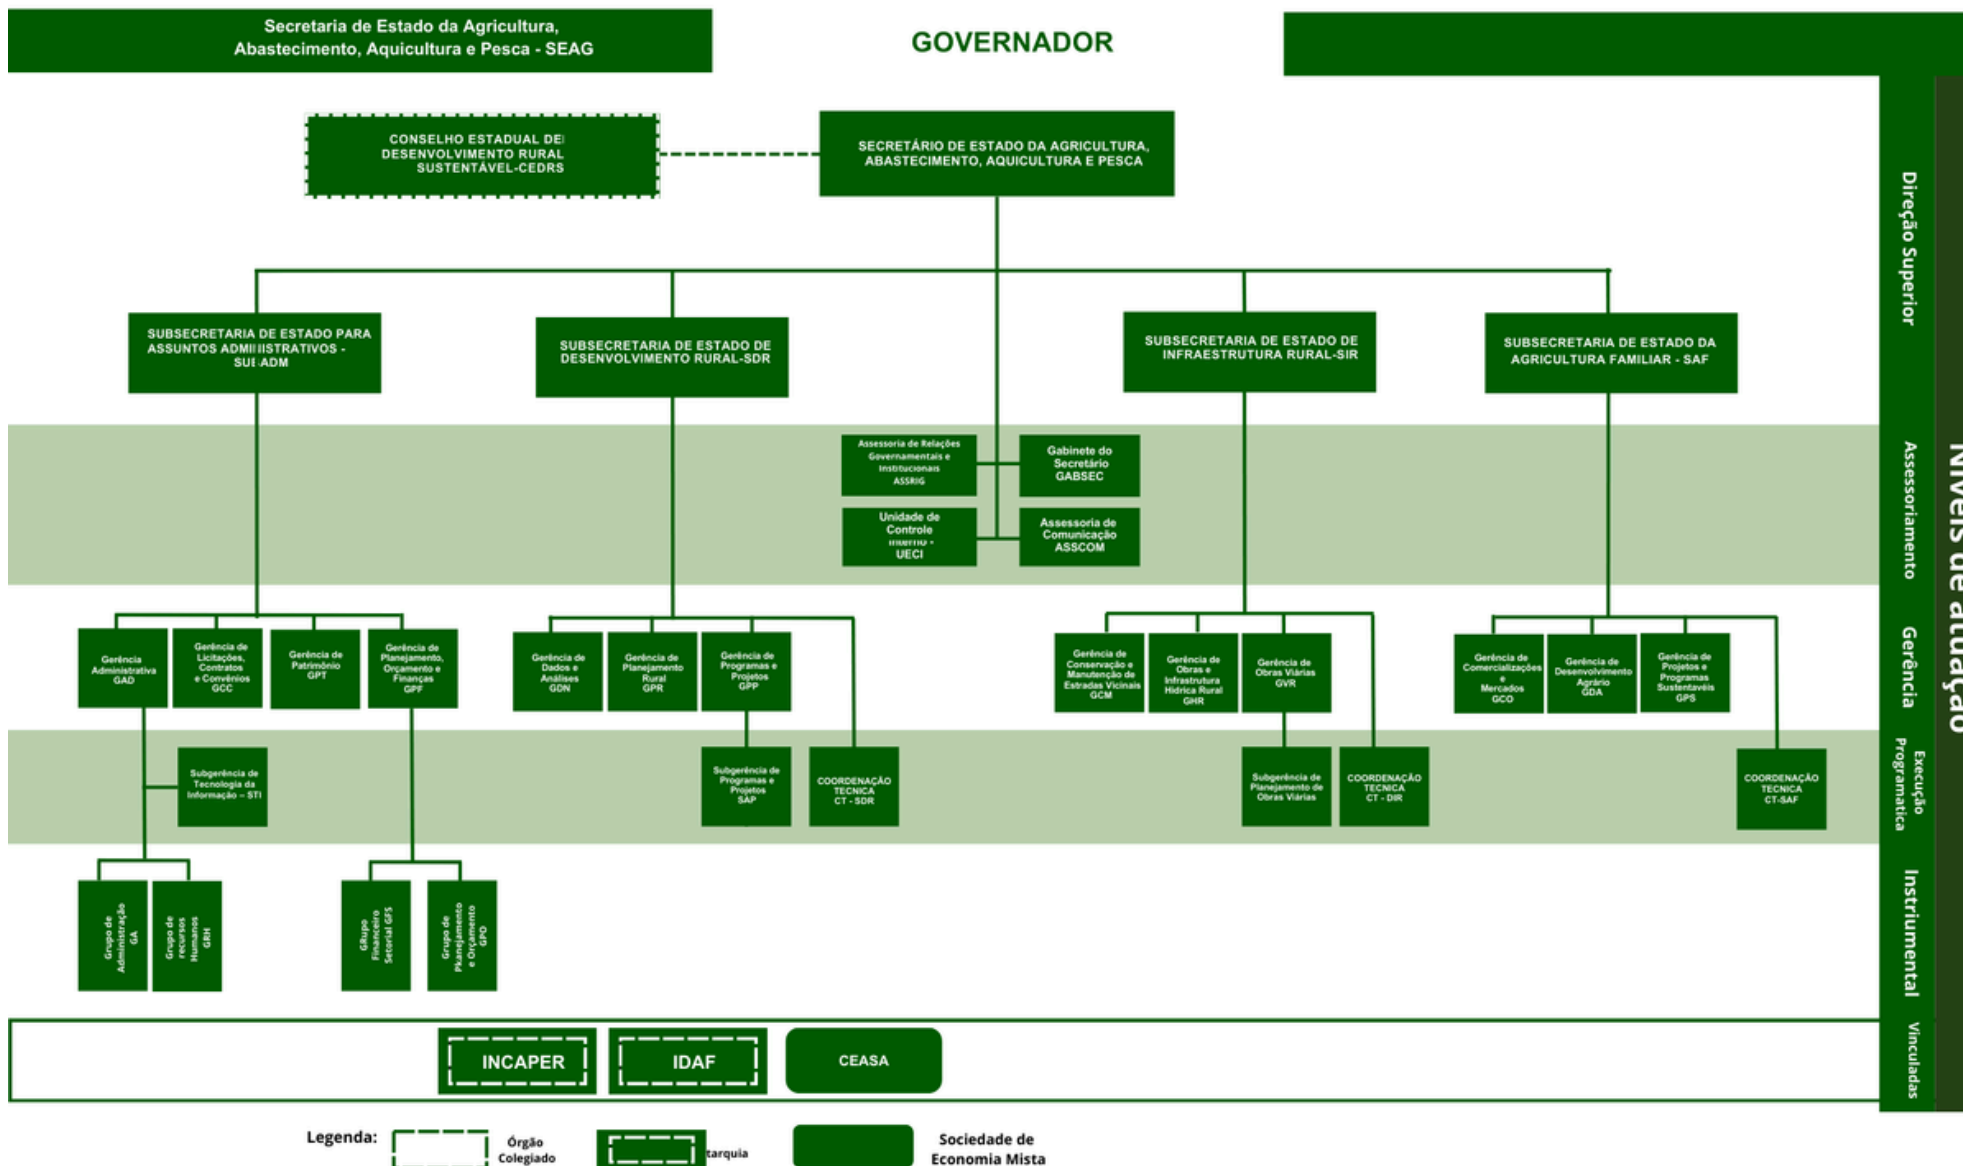 Secretaria de Estado da Agricultura,
Abastecimento, Aquicultura e Pesca - SEAG
GOVERNADOR
CONSELHO ESTADUAL DE
DESENVOLVIMENTO RURAL
SUSTENTÁVEL-CEDRS
SECRETÁRIO DE ESTADO DA AGRICULTURA,
ABASTECIMENTO, AQUICULTURA E PESCA
Direção Superior
SUBSECRETARIA DE ESTADO PARA
ASSUNTOS ADMINISTRATIVOS -
SUBADM
SUBSECRETARIA DE ESTADO DE
DESENVOLVIMENTO RURAL-SDR
SUBSECRETARIA DE ESTADO DE
INFRAESTRUTURA RURAL-SIR
SUBSECRETARIA DE ESTADO DA
AGRICULTURA FAMILIAR - SAF
Assessoria de Relações
Governamentais e
Institucionais
ASSRIG
Gabinete do
Secretário
GABSEC
Unidade de
Controle
Interno -
UECI
Assessoria de
Comunicação
ASSCOM
Assessoriamento
Níveis de atuação
Gerência
Administrativa
GAD
Gerência de
Licitações,
Contratos
e Convênios
GCC
Gerência de
Patrimônio
GPT
Gerência de
Planejamento,
Orçamento e
Finanças
GPF
Gerência de
Dados e
Análises
GDN
Gerência de
Planejamento
Rural
GPR
Gerência de
Programas e
Projetos
GPP
Gerência de
Conservação e
Manutenção de
Estradas Vicinais
GCM
Gerência de
Obras e
Infrastrutura
Hídrica Rural
GHR
Gerência de
Obras Viárias
GVR
Gerência de
Comercializações
e
Mercados
GCO
Gerência de
Desenvolvimento
Agrário
GDA
Gerência de
Projetos e
Programas
Sustentavéis
GPS
Gerência
Subgerência de
Tecnologia da
Informação – STI
Subgerência de
Programas e
Projetos
SAP
COORDENAÇÃO
TECNICA
CT - SDR
Subgerência de
Planejamento de
Obras Viárias
COORDENAÇÃO
TECNICA
CT - DIR
COORDENAÇÃO
TECNICA
CT-SAF
Execução
Programatica
Grupo de
Administração
GA
Grupo de
recursos
Humanos
GRH
GRupo
Financeiro
Setorial GFS
Grupo de
Pkanejamento
e Orçamento
GPO
Instriumental
INCAPER
IDAF
CEASA
Vinculadas
Legenda:
Órgão
Colegiado
tarquia
Sociedade de
Economia Mista